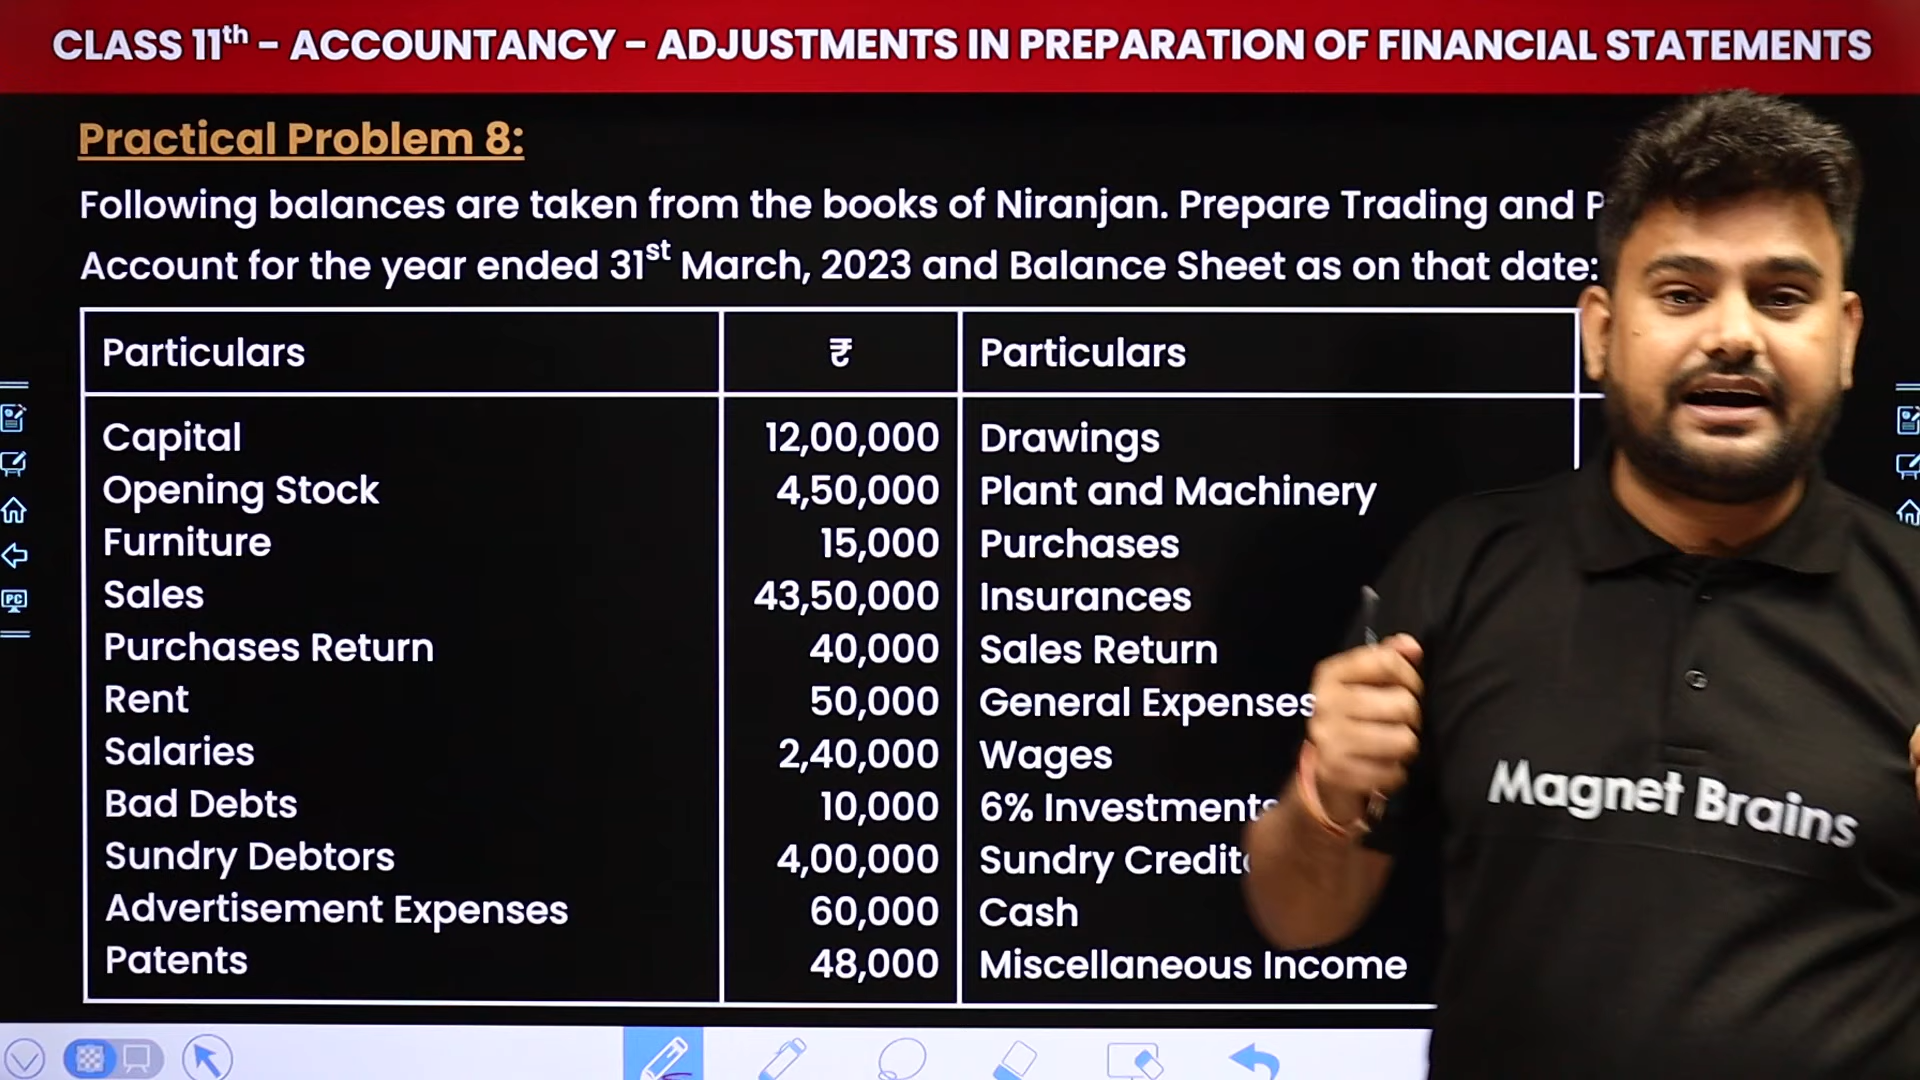 CLASS 11th - ACCOUNTANCY - ADJUSTMENTS IN PREPARATION OF FINANCIAL STATEMENTS
Practical Problem 8:
Following balances are taken from the books of Niranjan. Prepare Trading and
Account for the year ended 31st March, 2023 and Balance Sheet as on that date:
Particulars ₹ Particulars
Capital 12,00,000 Drawings
Opening Stock 4,50,000 Plant and Machinery
Furniture 15,000 Purchases
Sales 43,50,000 Insurances
Purchases Return 40,000 Sales Return
Rent 50,000 General Expenses
Salaries 2,40,000 Wages
Bad Debts 10,000 6% Investments
Sundry Debtors 4,00,000 Sundry
Advertisement Expenses 60,000 Cash
Patents 48,000 Miscellaneous Income
Magnet Brains
PC